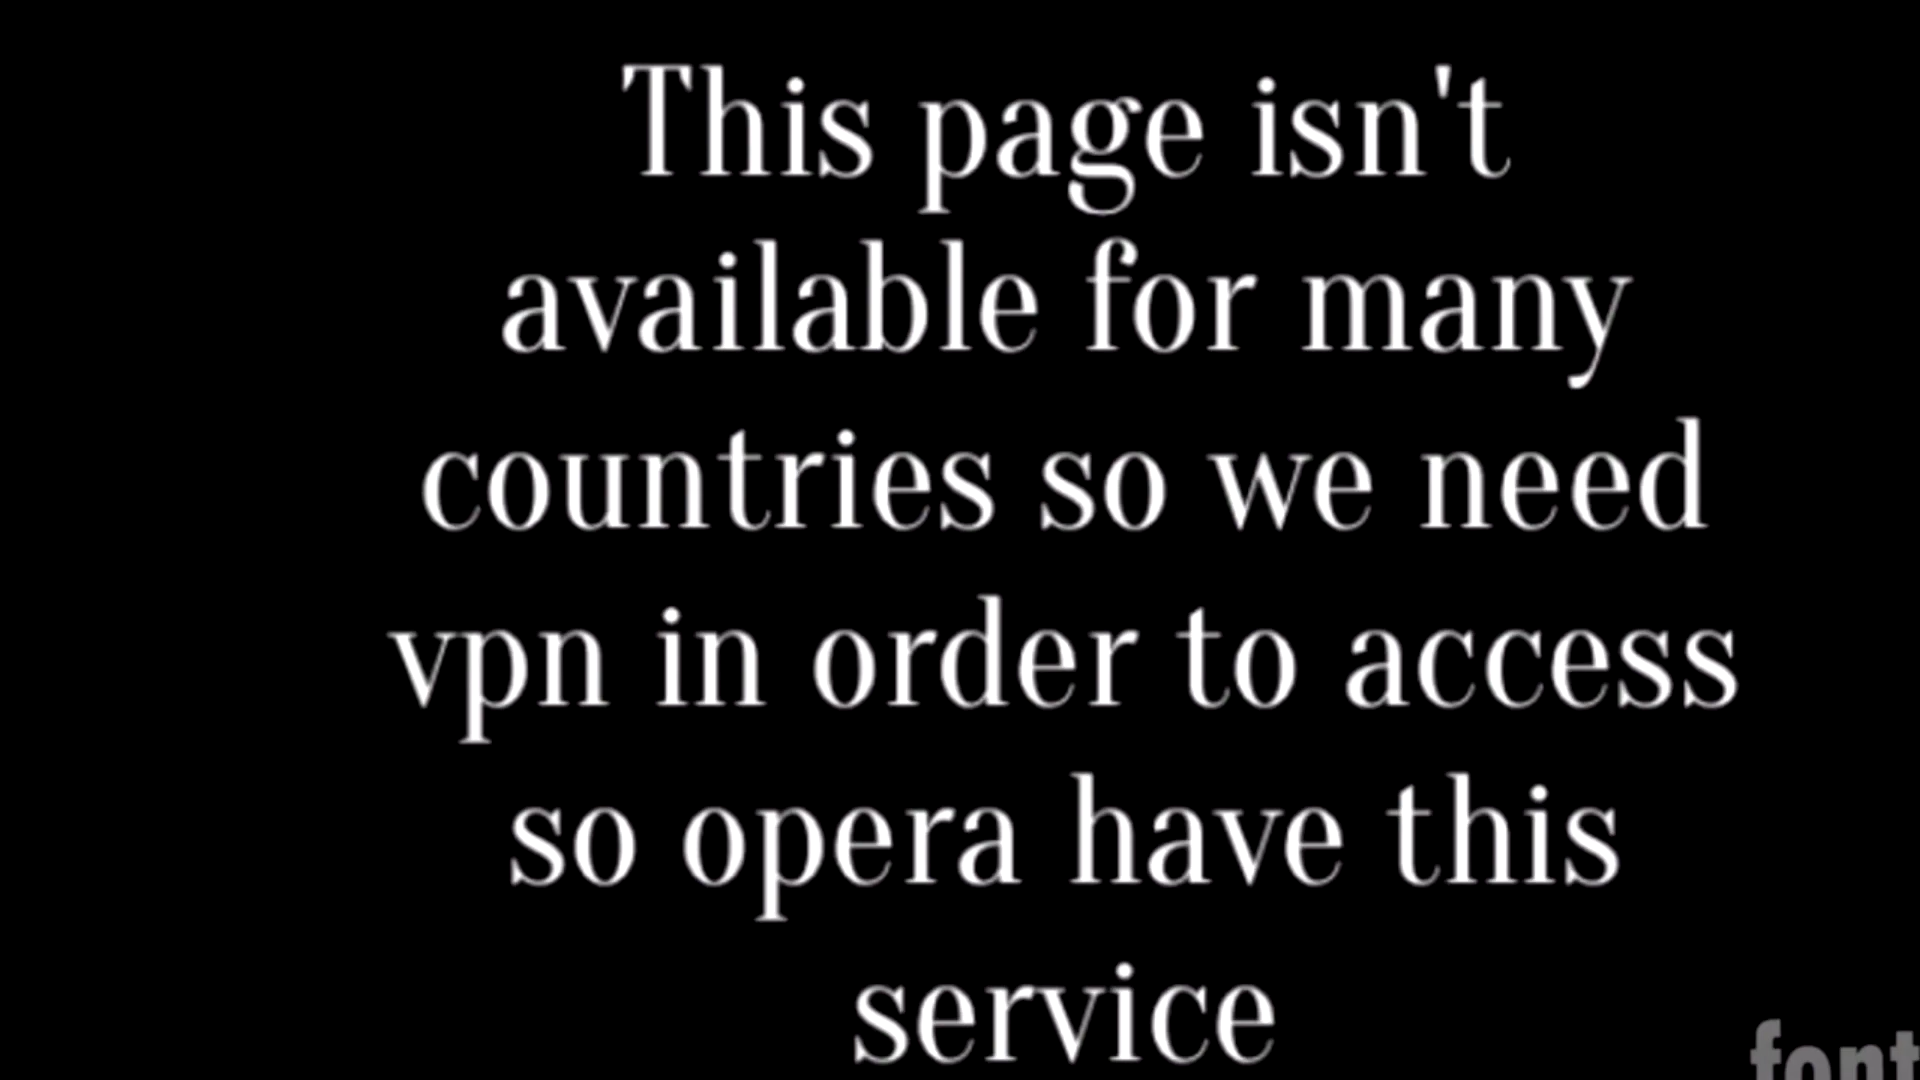 This page isn't
available for many
countries so we need
vpn in order to access
so opera have this
service
font